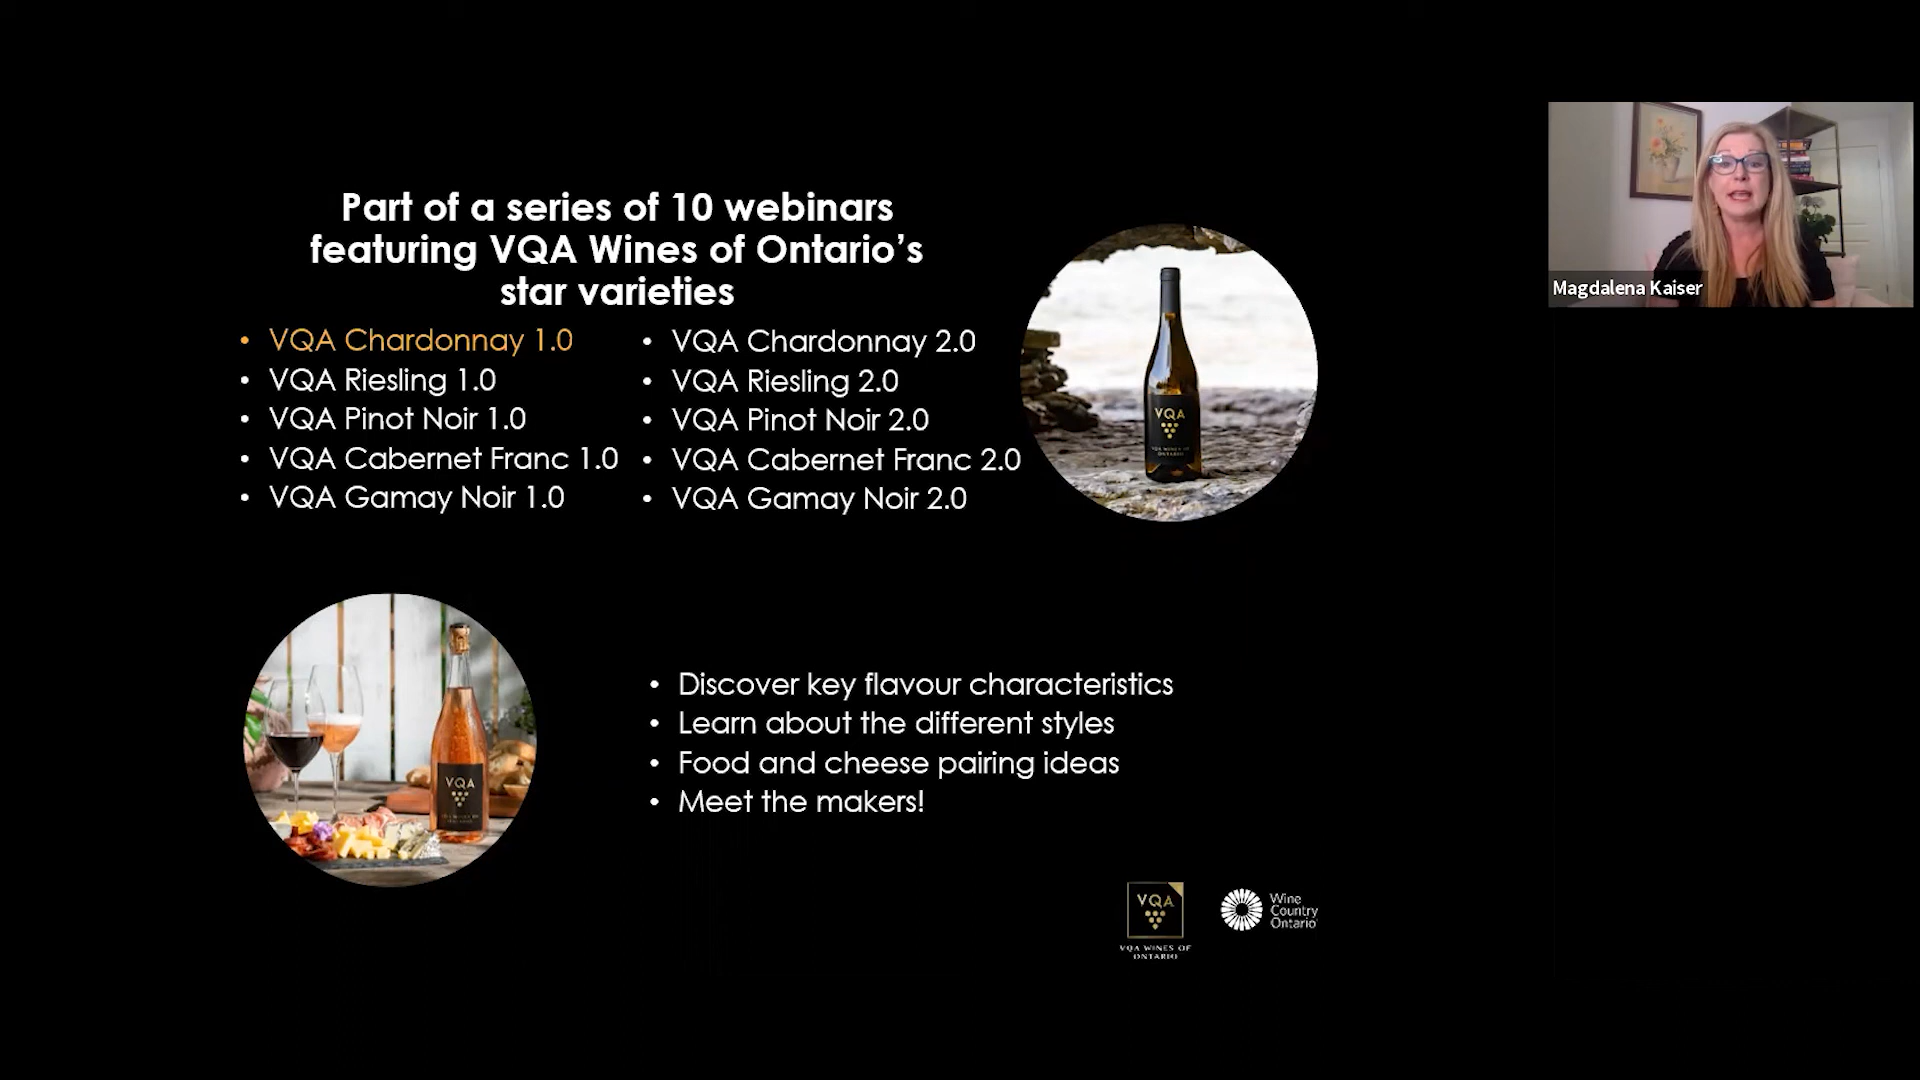 Part of a series of 10 webinars
featuring VQA Wines of Ontario's
star varieties
• VQA Chardonnay 1.0
• VQA Riesling 1.0
• VQA Pinot Noir 1.0
• VQA Cabernet Franc 1.0
• VQA Gamay Noir 1.0
• VQA Chardonnay 2.0
• VQA Riesling 2.0
• VQA Pinot Noir 2.0
• VQA Cabernet Franc 2.0
• VQA Gamay Noir 2.0
VQA
VQA WINES OF
ONTARIO
Magdalena Kaiser
VQA
• Discover key flavour characteristics
• Learn about the different styles
• Food and cheese pairing ideas
• Meet the makers!
VQA
VQA WINES OF
ONTARIO
Wine
Country
Ontario